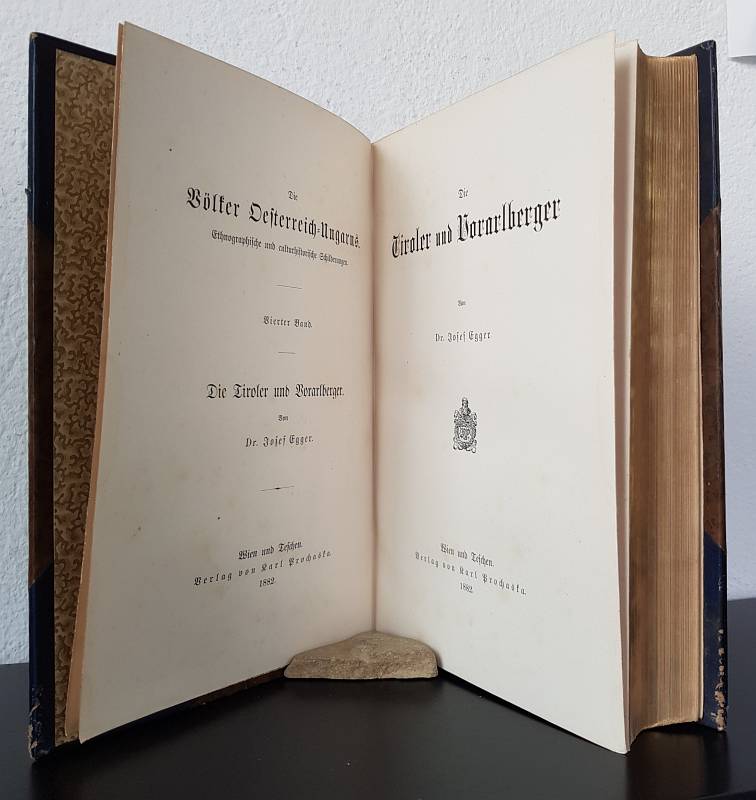 Die
Völker Oesterreich-Ungarns.
Ethnographische und culturhistorische Schilderungen.
Vierter Band.
Die Tiroler und Vorarlberger.
Von
Dr. Josef Egger.
Wien und Teschen.
Verlag von Karl Prochaska.
1882.
Die
Tiroler und Vorarlberger
Von
Dr. Josef Egger
Wien und Teschen.
Verlag von Karl Prochaska.
1882.